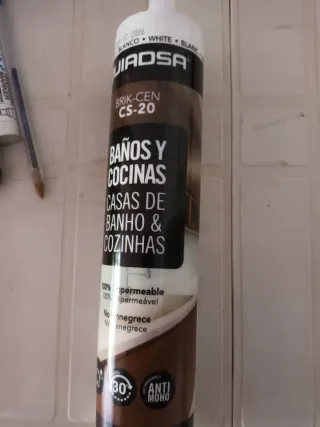 BLANCO • WHITE • BLANC
UIADSA
BRIK-CEN
CS-20
BAÑOS Y
COCINAS
CASAS DE
BANHO &
COZINHAS
100% Impermeable
100% Impermeável
No ennegrece
Não enegrece
30'
ANTI
MOHO